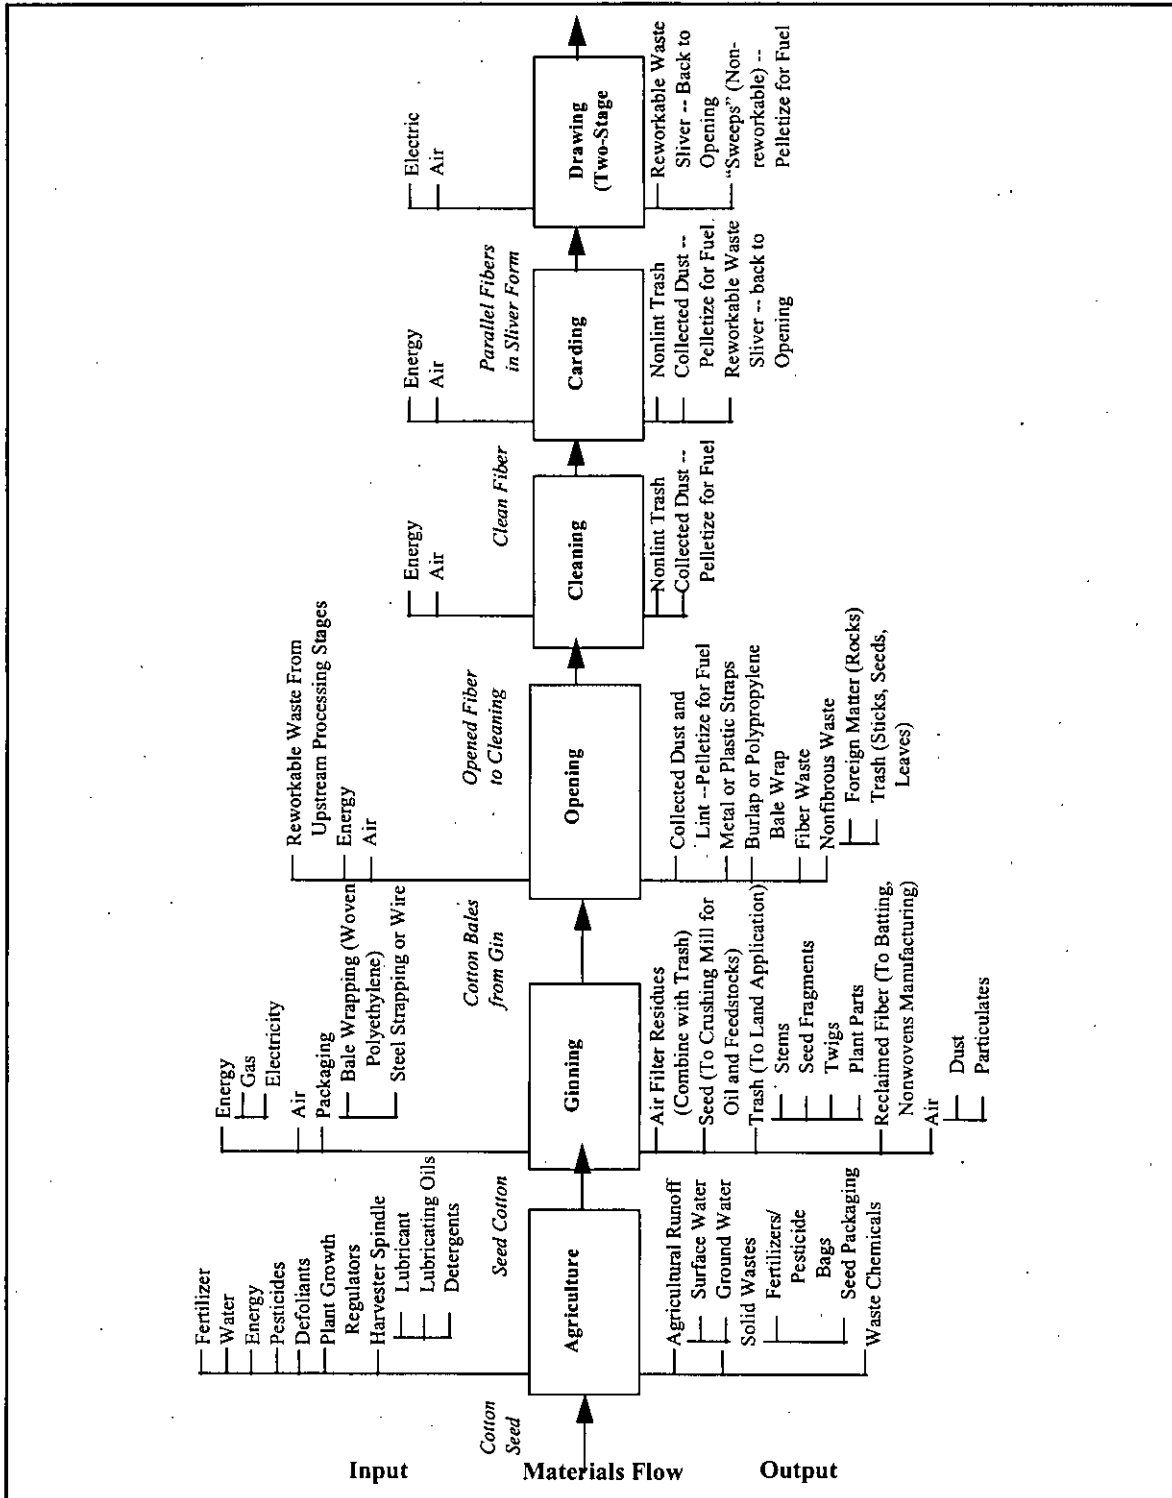 Input
Materials Flow
Output
Cotton
Seed
Fertilizer
Water
Energy
Pesticides
Defoliants
Plant Growth
Regulators
Harvester Spindle
Lubricant
Lubricating Oils
Detergents
Agriculture
Agricultural Runoff
Surface Water
Ground Water
Solid Wastes
Fertilizers/
Pesticide
Bags
Seed Packaging
Waste Chemicals
Seed Cotton
Energy
Gas
Electricity
Air
Packaging
Bale Wrapping (Woven
Polyethylene)
Steel Strapping or Wire
Ginning
Air Filter Residues
(Combine with Trash)
Seed (To Crushing Mill for
Oil and Feedstocks)
Trash (To Land Application)
Stems
Seed Fragments
Twigs
Plant Parts
Reclaimed Fiber (To Batting,
Nonwovens Manufacturing)
Air
Dust
Particulates
Cotton Bales
from Gin
Reworkable Waste From
Upstream Processing Stages
Energy
Air
Opening
Collected Dust and
Lint --Pelletize for Fuel
Metal or Plastic Straps
Burlap or Polypropylene
Bale Wrap
Fiber Waste
Nonfibrous Waste
Foreign Matter (Rocks)
Trash (Sticks, Seeds,
Leaves)
Opened Fiber
to Cleaning
Energy
Air
Cleaning
Nonlint Trash
Collected Dust --
Pelletize for Fuel
Clean Fiber
Energy
Air
Carding
Nonlint Trash
Collected Dust --
Pelletize for Fuel
Reworkable Waste
Sliver -- back to
Opening
Parallel Fibers
in Sliver Form
Electric
Air
Drawing
(Two-Stage
Reworkable Waste
Sliver -- Back to
Opening
"Sweeps" (Non-
reworkable) --
Pelletize for Fuel